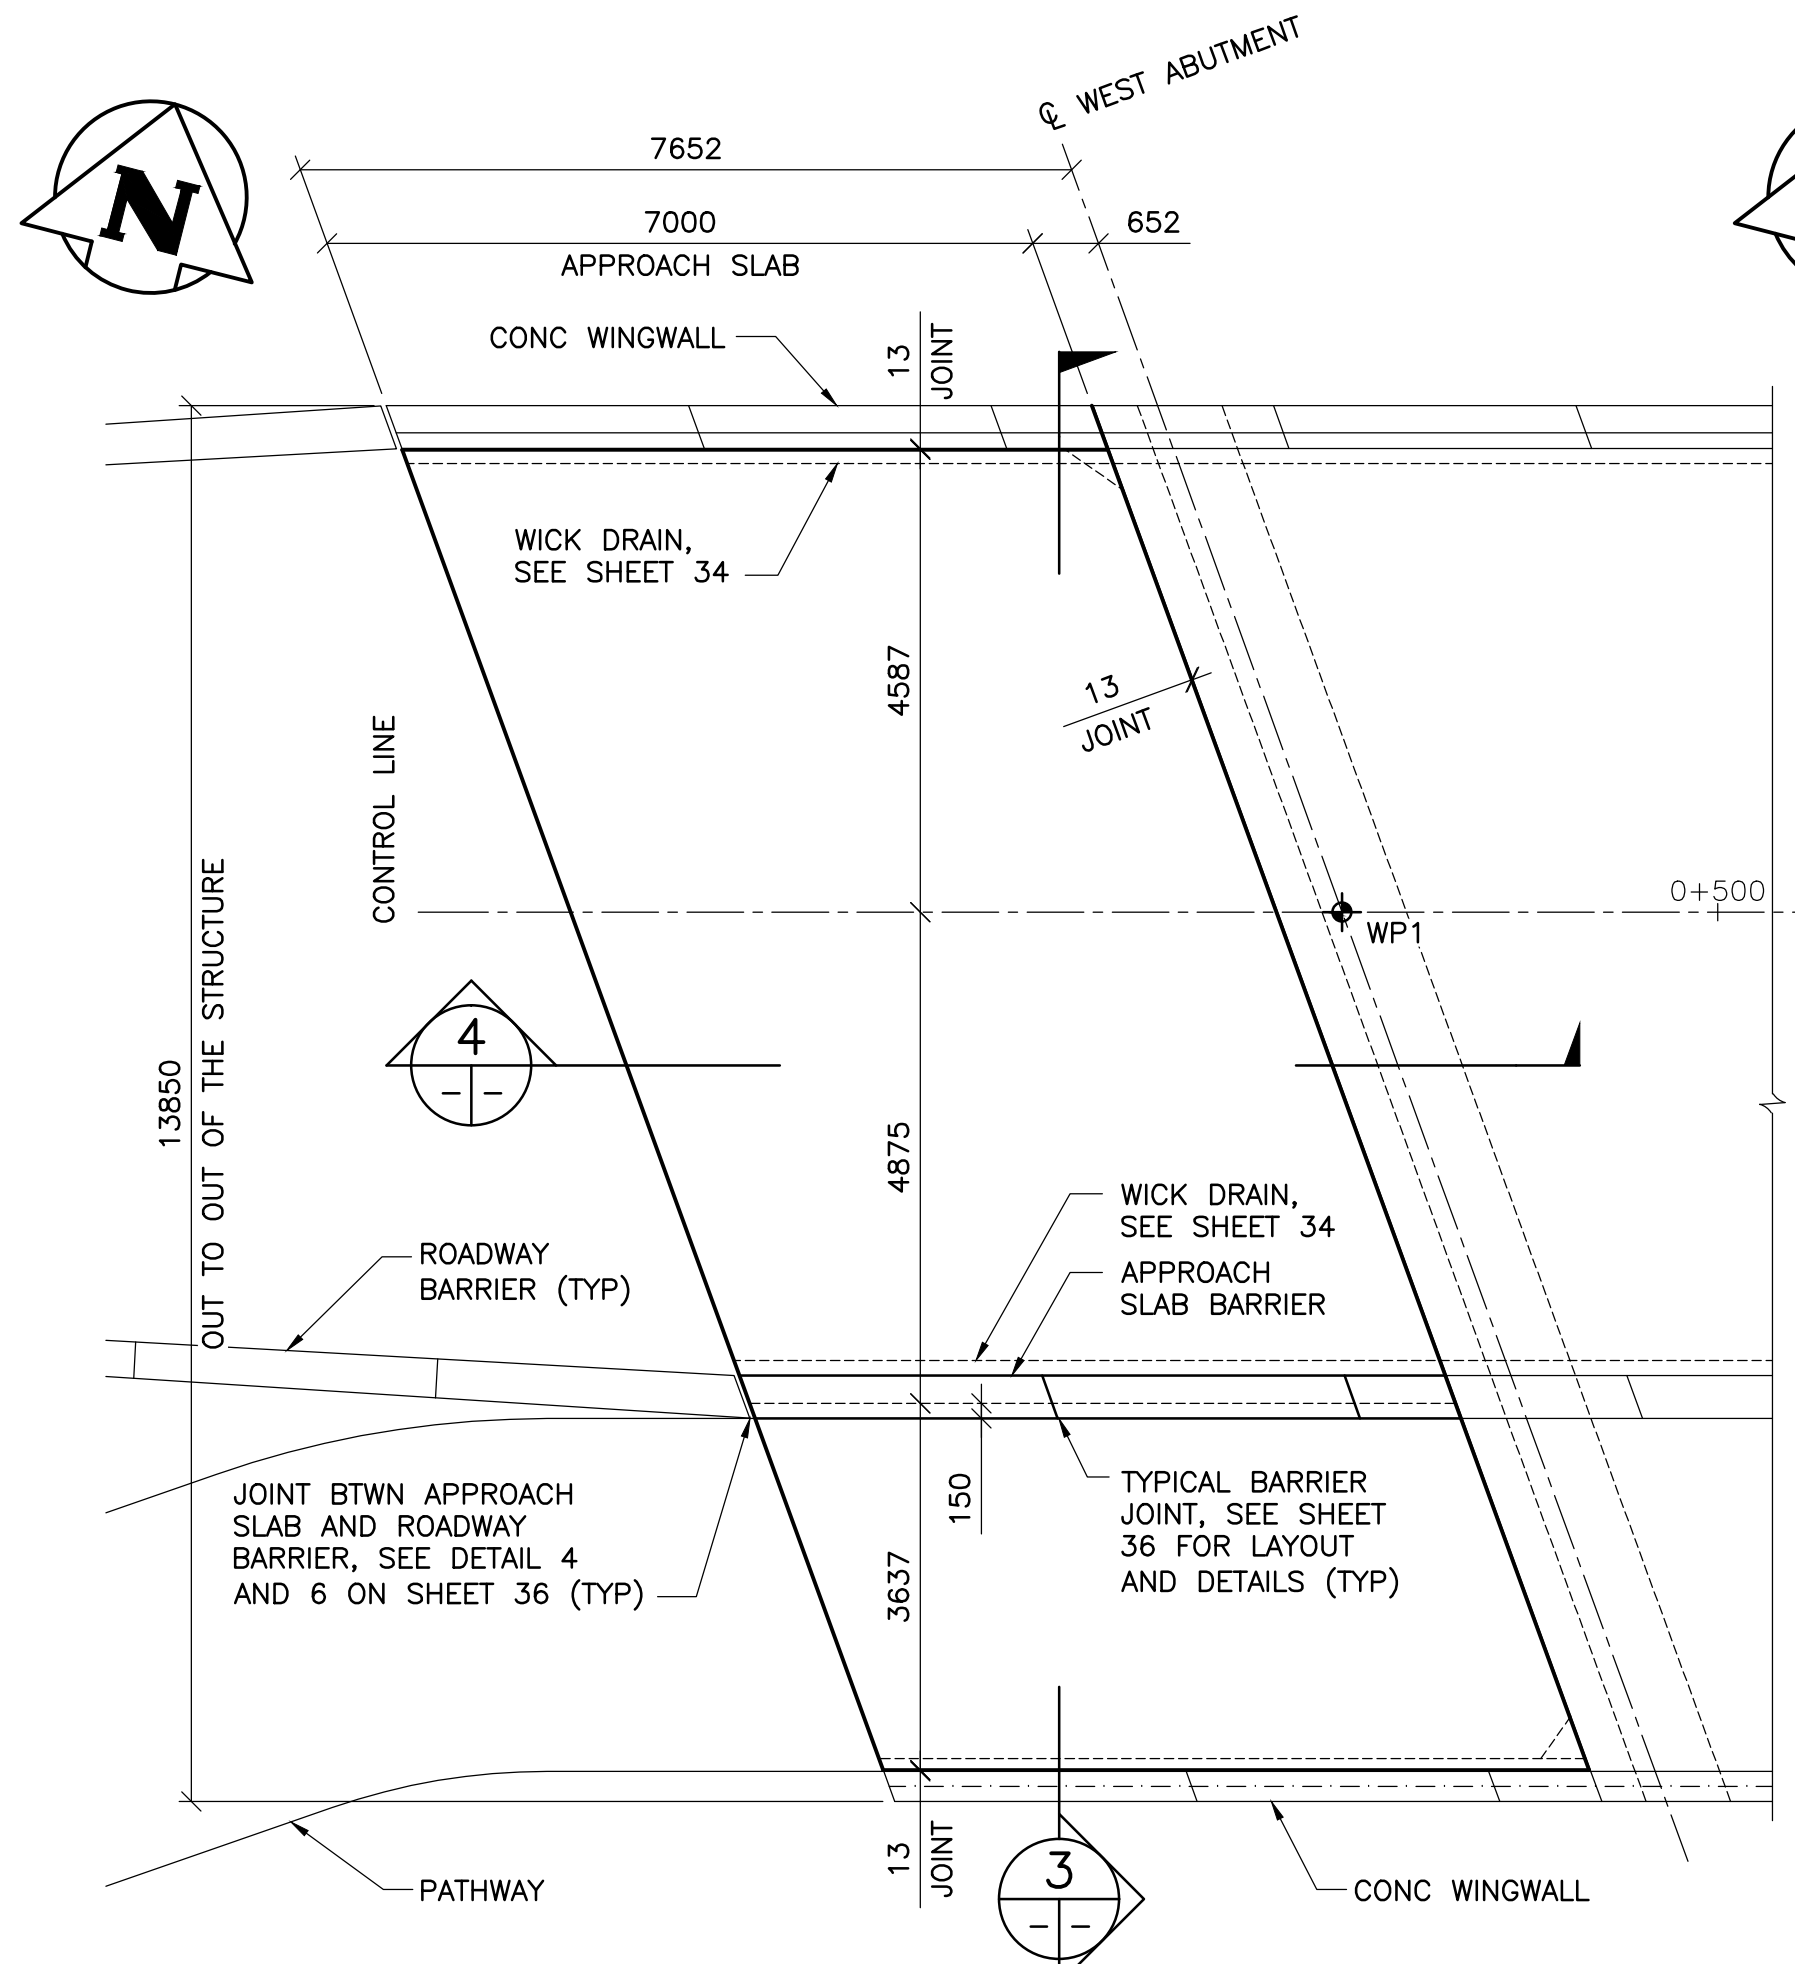 ℄ WEST ABUTMENT
N
7652
7000
652
APPROACH SLAB
CONC WINGWALL
13
JOINT
WICK DRAIN,
SEE SHEET 34
4587
13
JOINT
CONTROL LINE
0+500
WP1
OUT TO OUT OF THE STRUCTURE
13850
4
- -
4875
WICK DRAIN,
SEE SHEET 34
ROADWAY
BARRIER (TYP)
APPROACH
SLAB BARRIER
150
JOINT BTWN APPROACH
SLAB AND ROADWAY
BARRIER, SEE DETAIL 4
AND 6 ON SHEET 36 (TYP)
TYPICAL BARRIER
JOINT, SEE SHEET
36 FOR LAYOUT
AND DETAILS (TYP)
3637
13
JOINT
3
- -
PATHWAY
CONC WINGWALL